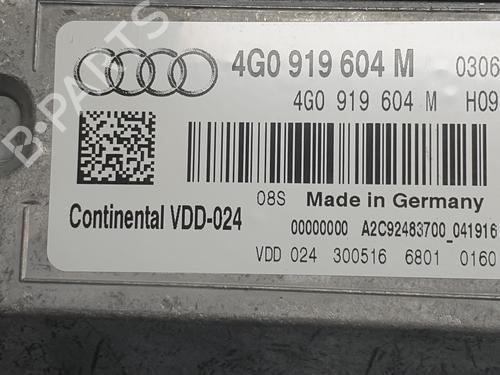 4G0 919 604 M 0306
4G0 919 604 M H09
08S Made in Germany
Continental VDD-024
00000000 A2C92483700_041916
VDD 024 300516 6801 0160
B-PARTS